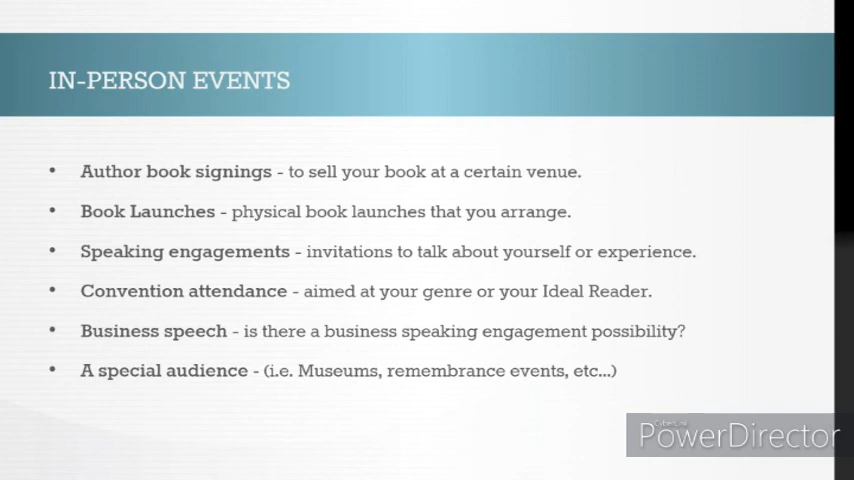 IN-PERSON EVENTS
• Author book signings - to sell your book at a certain venue.
• Book Launches - physical book launches that you arrange.
• Speaking engagements - invitations to talk about yourself or experience.
• Convention attendance - aimed at your genre or your Ideal Reader.
• Business speech - is there a business speaking engagement possibility?
• A special audience - (i.e. Museums, remembrance events, etc...)
CyberLink
PowerDirector